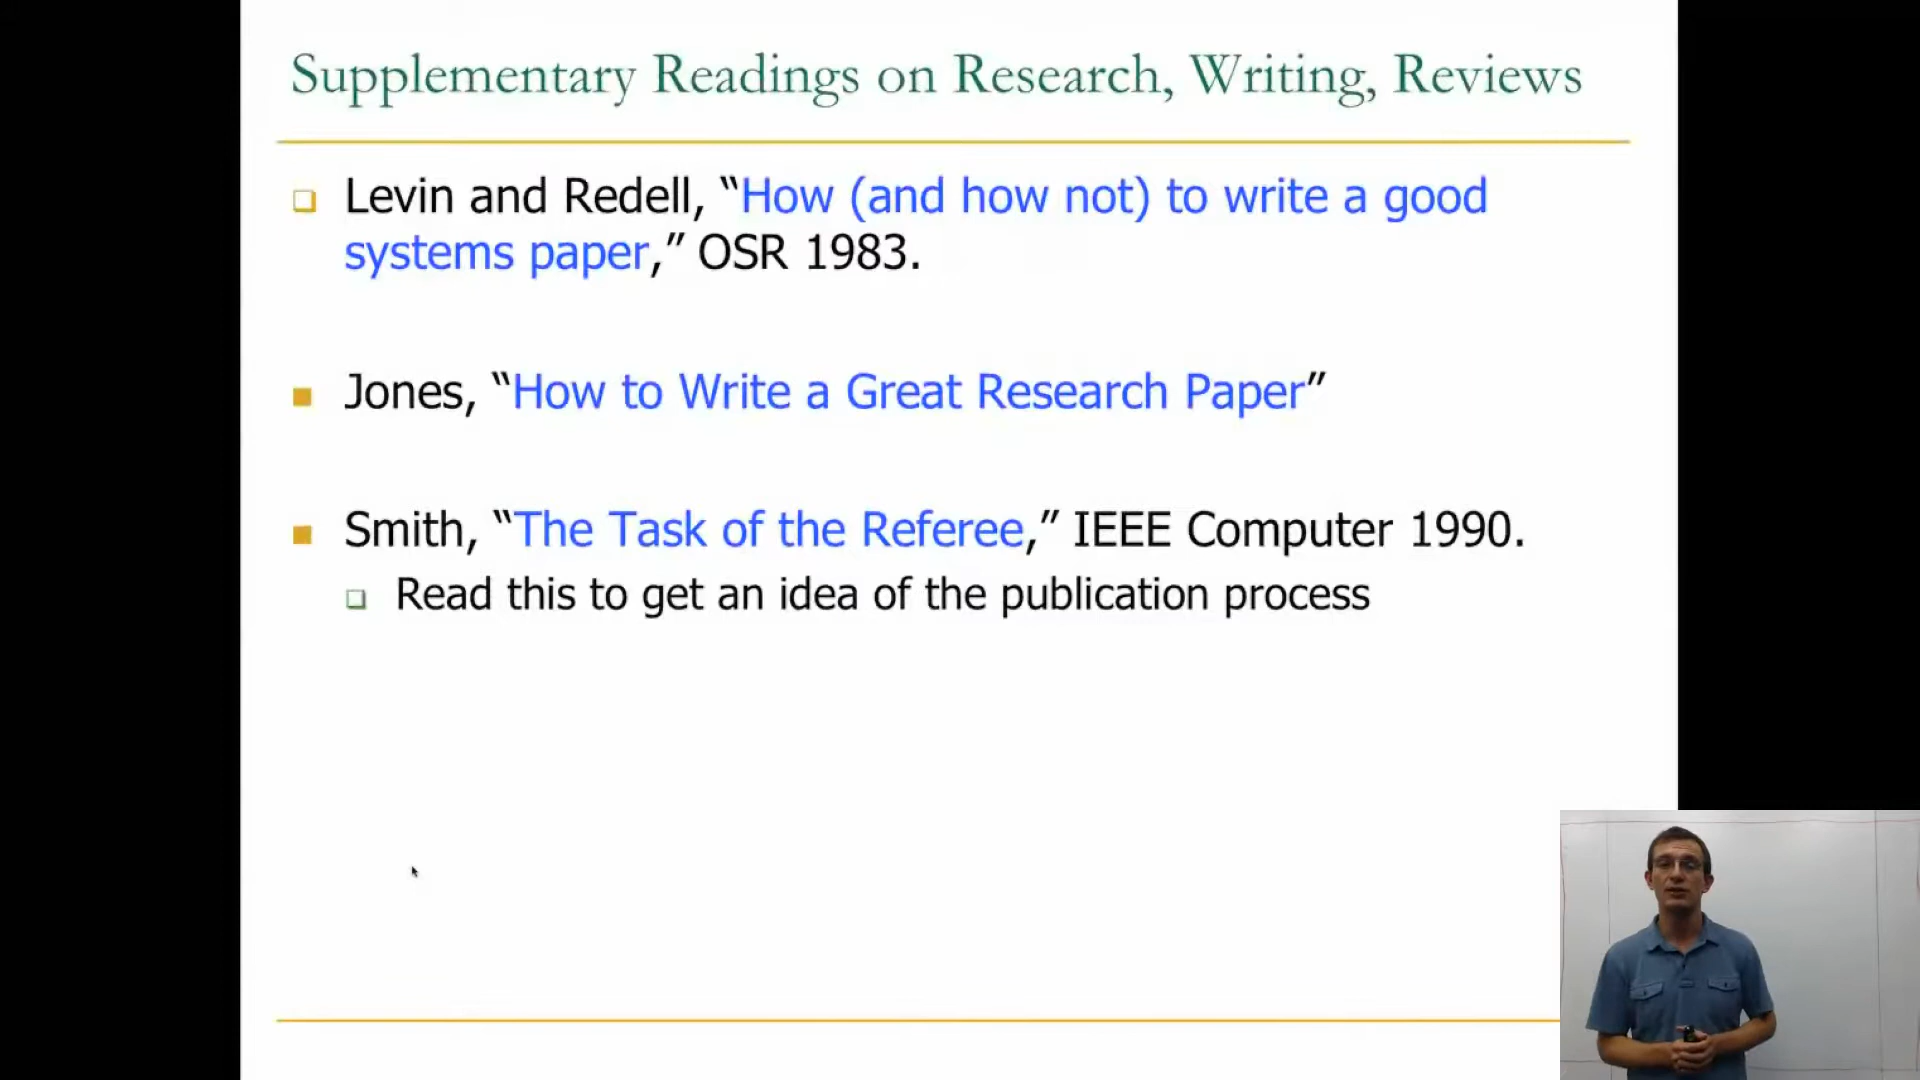 Supplementary Readings on Research, Writing, Reviews
Levin and Redell, “How (and how not) to write a good
systems paper,” OSR 1983.
Jones, “How to Write a Great Research Paper”
Smith, “The Task of the Referee,” IEEE Computer 1990.
Read this to get an idea of the publication process